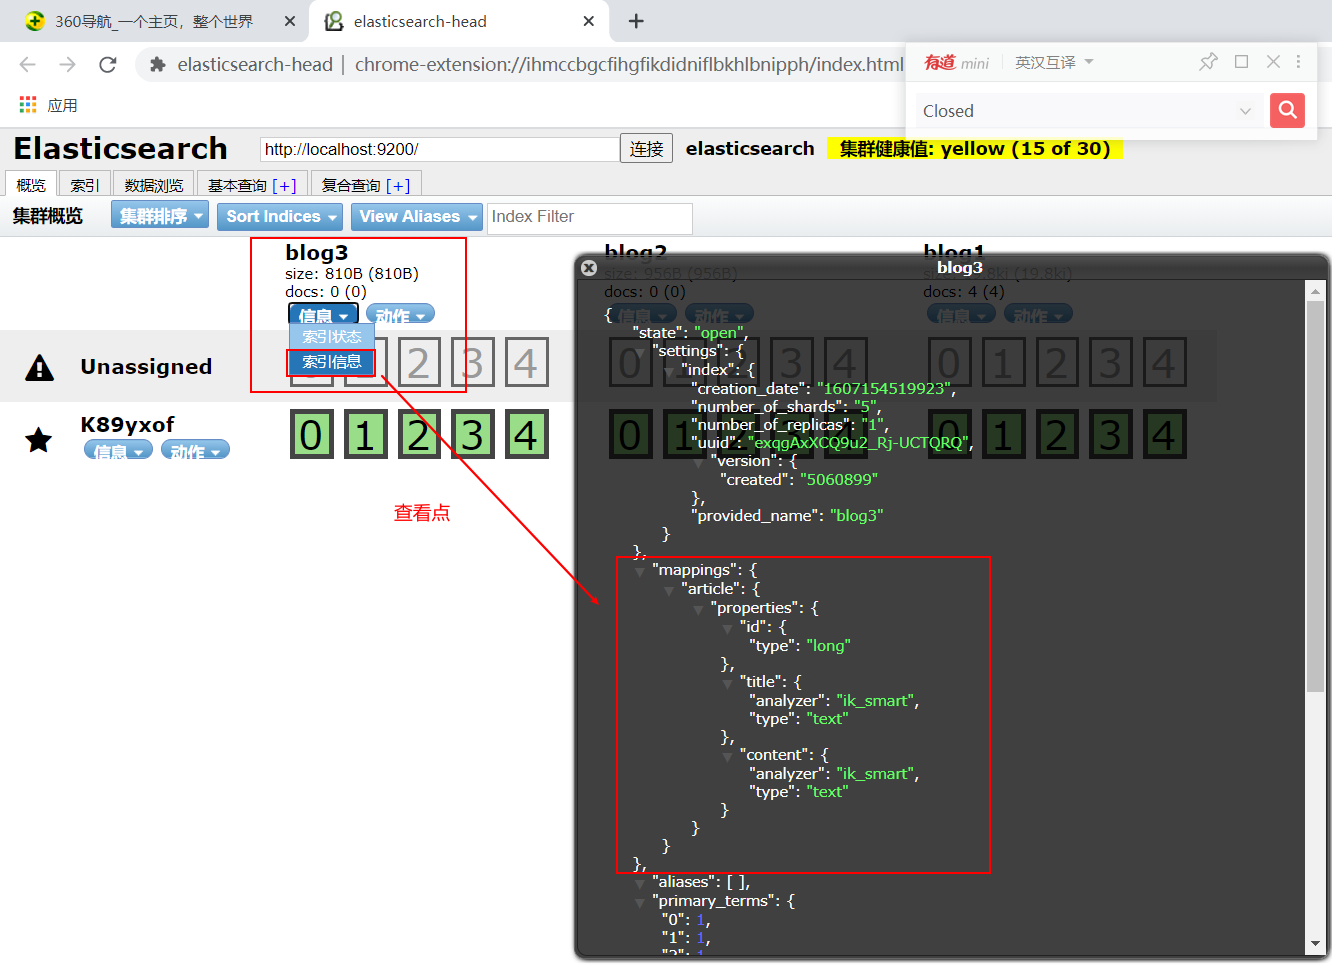 360导航_一个主页，整个世界
elasticsearch-head
elasticsearch-head | chrome-extension://ihmccbgcfihgfikdidniflbkhlbnipph/index.html
有道 mini
英汉互译
应用
Closed
Elasticsearch
http://localhost:9200/
连接
elasticsearch
集群健康值: yellow (15 of 30)
概览
索引
数据浏览
基本查询 [+]
复合查询 [+]
集群概览
集群排序
Sort Indices
View Aliases
Index Filter
blog3
size: 810B (810B)
docs: 0 (0)
信息
动作
索引状态
索引信息
blog2
size: 956B (956B)
docs: 0 (0)
信息
动作
blog1
(19.8ki)
docs: 4 (4)
信息
动作
Unassigned
2 3 4
0 1 2 3 4
0 1 2 3 4
K89yxof
信息
动作
0 1 2 3 4
0 1 2 3 4
0 1 2 3 4
查看点
blog3
{
"state": "open",
"settings": {
"index": {
"creation_date": "1607154519923",
"number_of_shards": "5",
"number_of_replicas": "1",
"uuid": "exqgAxXCQ9u2_Rj-UCTQRQ",
"version": {
"created": "5060899"
},
"provided_name": "blog3"
}
},
"mappings": {
"article": {
"properties": {
"id": {
"type": "long"
},
"title": {
"analyzer": "ik_smart",
"type": "text"
},
"content": {
"analyzer": "ik_smart",
"type": "text"
}
}
}
},
"aliases": [ ],
"primary_terms": {
"0": 1,
"1": 1,